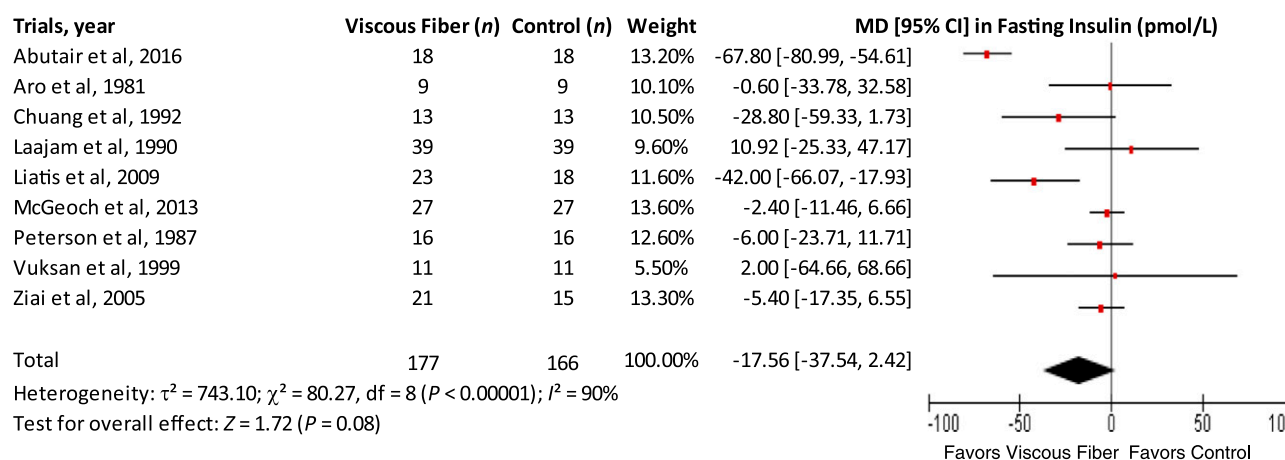 Trials, year Viscous Fiber (n) Control (n) Weight MD [95% CI] in Fasting Insulin (pmol/L)
Abutair et al, 2016 18 18 13.20% -67.80 [-80.99, -54.61]
Aro et al, 1981 9 9 10.10% -0.60 [-33.78, 32.58]
Chuang et al, 1992 13 13 10.50% -28.80 [-59.33, 1.73]
Laajam et al, 1990 39 39 9.60% 10.92 [-25.33, 47.17]
Liatis et al, 2009 23 18 11.60% -42.00 [-66.07, -17.93]
McGeoch et al, 2013 27 27 13.60% -2.40 [-11.46, 6.66]
Peterson et al, 1987 16 16 12.60% -6.00 [-23.71, 11.71]
Vuksan et al, 1999 11 11 5.50% 2.00 [-64.66, 68.66]
Ziai et al, 2005 21 15 13.30% -5.40 [-17.35, 6.55]
Total 177 166 100.00% -17.56 [-37.54, 2.42]
Heterogeneity: τ² = 743.10; χ² = 80.27, df = 8 (P < 0.00001); I² = 90%
Test for overall effect: Z = 1.72 (P = 0.08)
-100 -50 0 50
Favors Viscous Fiber Favors Control